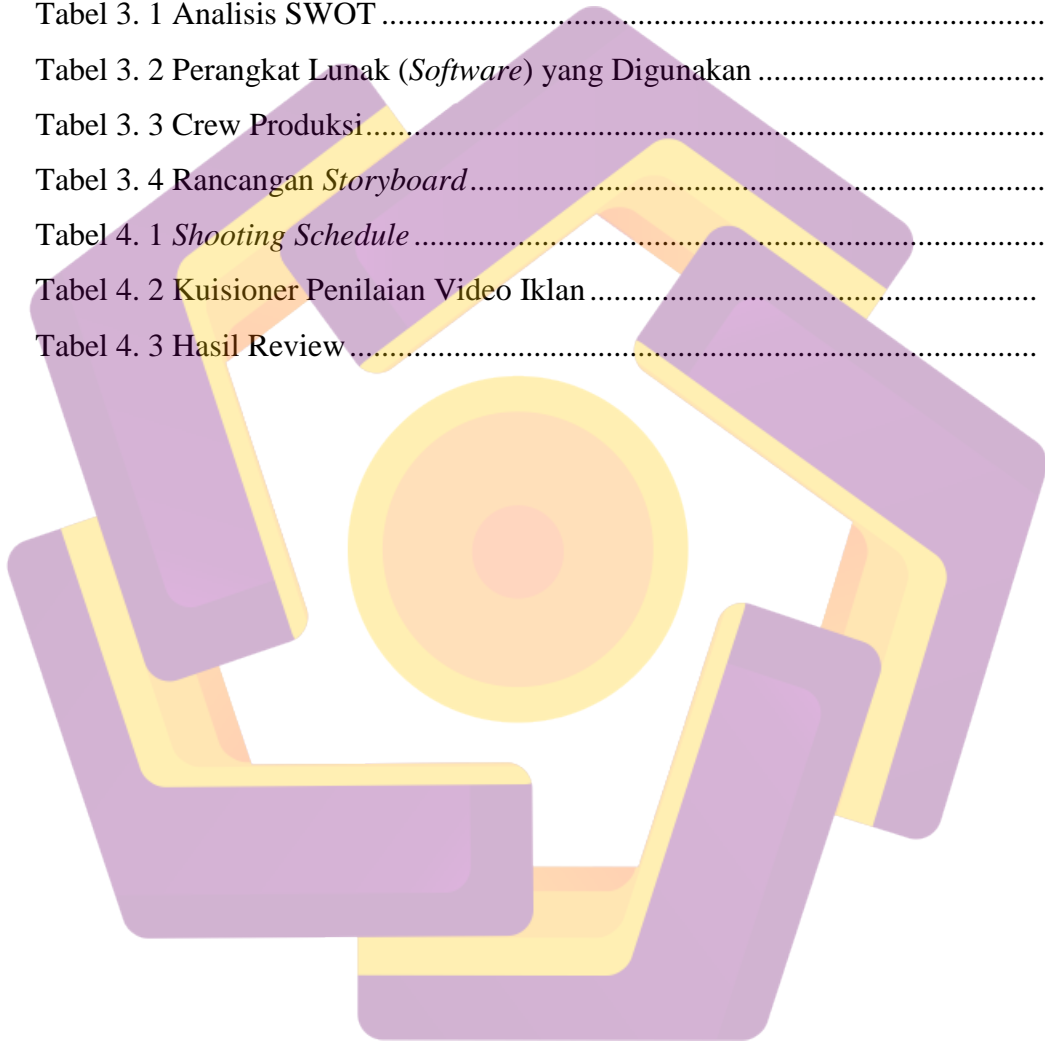 Tabel 3. 1 Analisis SWOT ................................................................................
Tabel 3. 2 Perangkat Lunak (Software) yang Digunakan ...................................
Tabel 3. 3 Crew Produksi...................................................................................
Tabel 3. 4 Rancangan Storyboard......................................................................
Tabel 4. 1 Shooting Schedule ............................................................................
Tabel 4. 2 Kuisioner Penilaian Video Iklan ......................................................
Tabel 4. 3 Hasil Review ...................................................................................